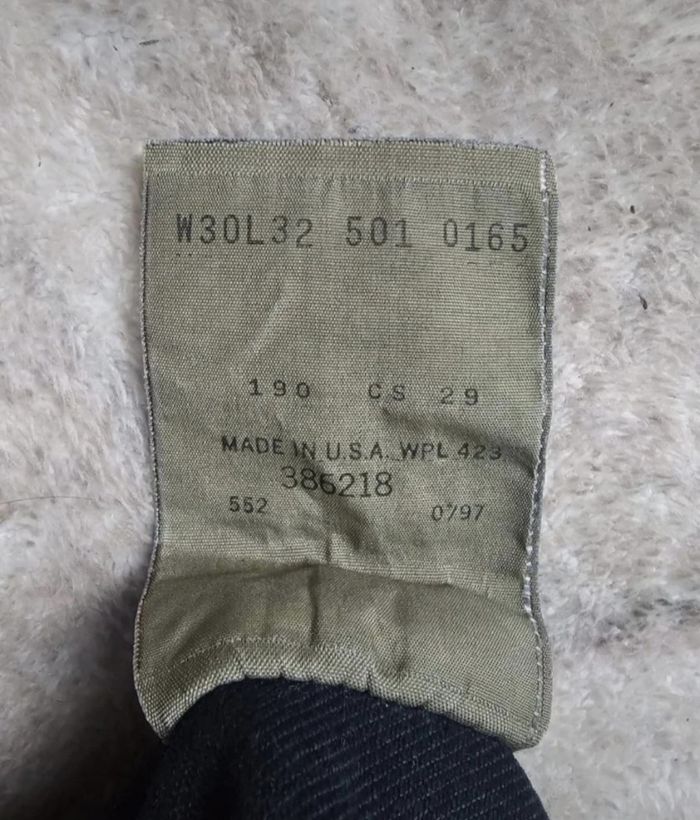 W30L32 501 0165
190 CS 29
MADE IN U.S.A. WPL 423
386218
552 0797